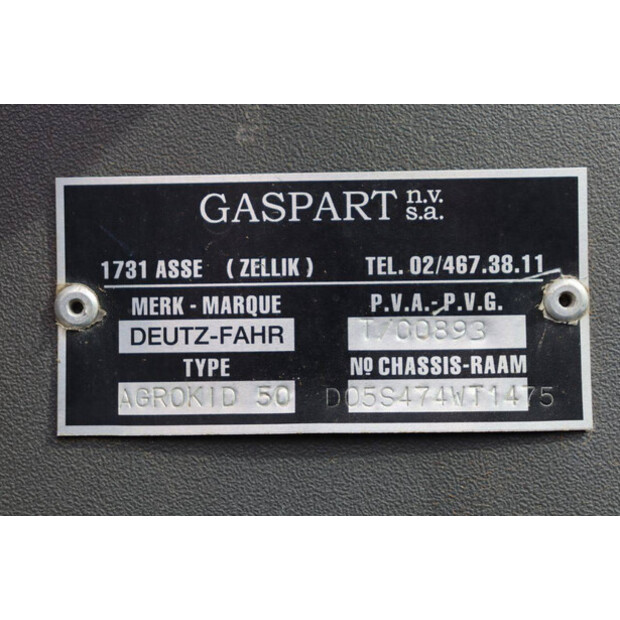 GASPART n.v. s.a.
1731 ASSE (ZELLIK) TEL. 02/467.38.11
MERK - MARQUE P.V.A.-P.V.G.
DEUTZ-FAHR T/G0893
TYPE No CHASSIS-RAAM
AGROKID 50 D05S474WT1475